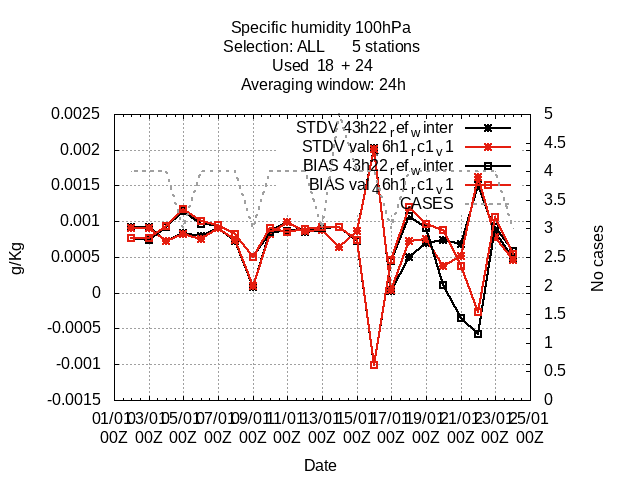 Specific humidity 100hPa
Selection: ALL 5 stations
Used 18 + 24
Averaging window: 24h
0.0025
0.002
0.0015
0.001
0.0005
0
-0.0005
-0.001
-0.0015
g/Kg
STDV 43h22refwinter
STDV val46h1rc1v1
BIAS 43h22refwinter
BIAS val46h1rc1v1
CASES
5
4.5
4
3.5
3
2.5
2
1.5
1
0.5
0
No cases
01/01 03/01 05/01 07/01 09/01 11/01 13/01 15/01 17/01 19/01 21/01 23/01 25/01
00Z 00Z 00Z 00Z 00Z 00Z 00Z 00Z 00Z 00Z 00Z 00Z 00Z
Date